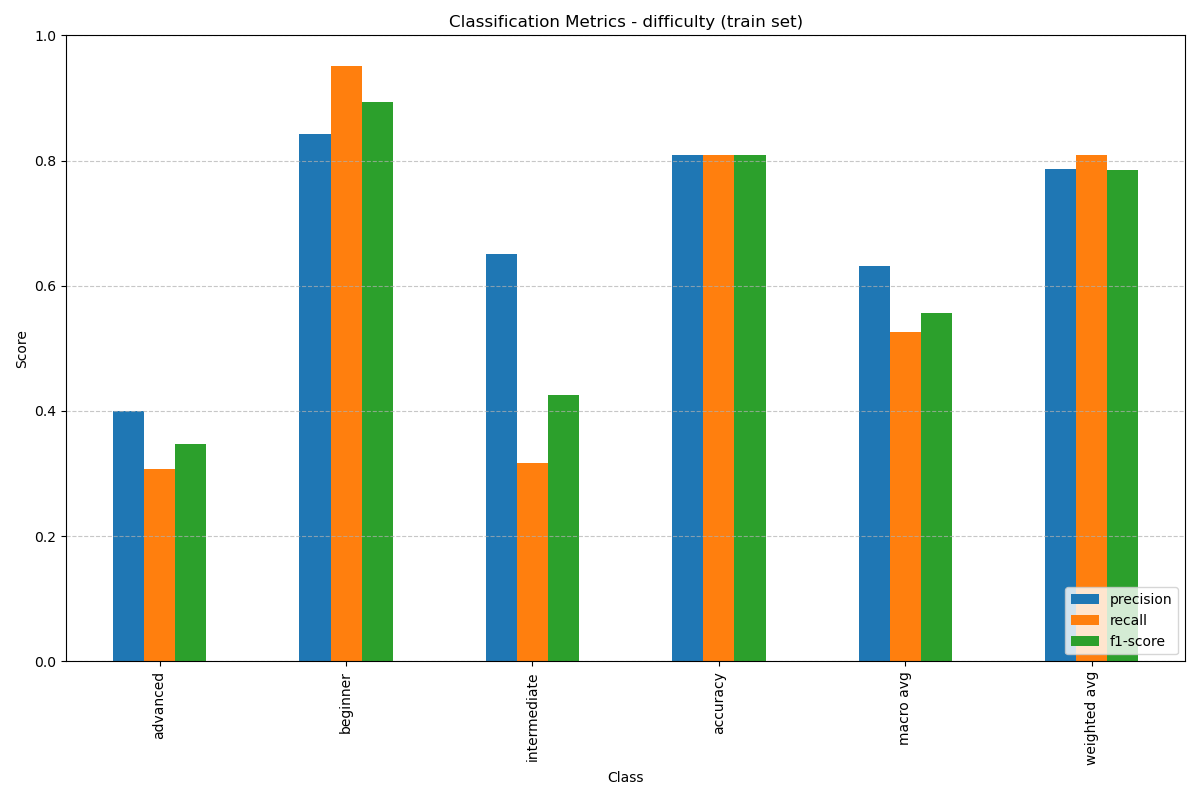 Classification Metrics - difficulty (train set)
1.0
0.8
0.6
0.4
0.2
0.0
Score
precision
recall
f1-score
advanced
beginner
intermediate
accuracy
macro avg
weighted avg
Class